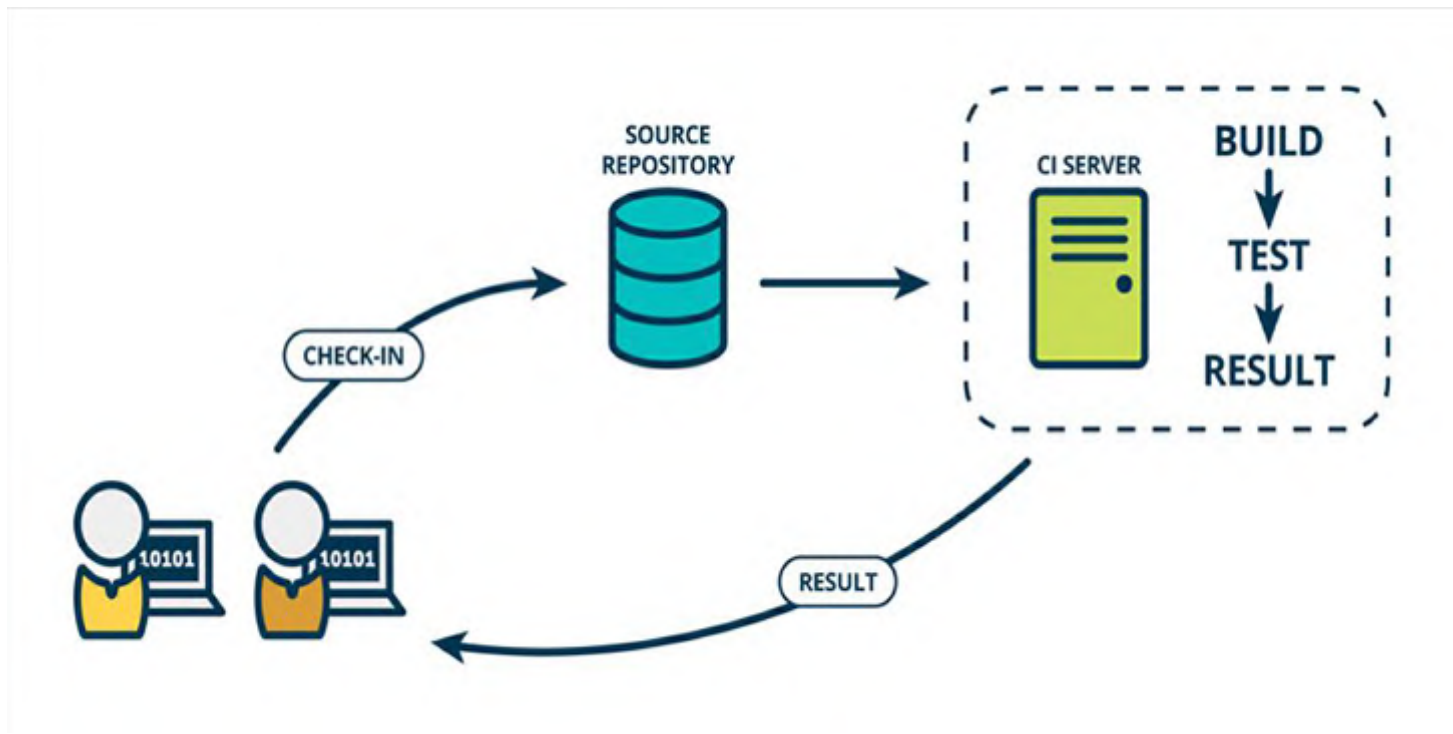 SOURCE
REPOSITORY
CI SERVER
BUILD
TEST
RESULT
CHECK-IN
10101
10101
RESULT